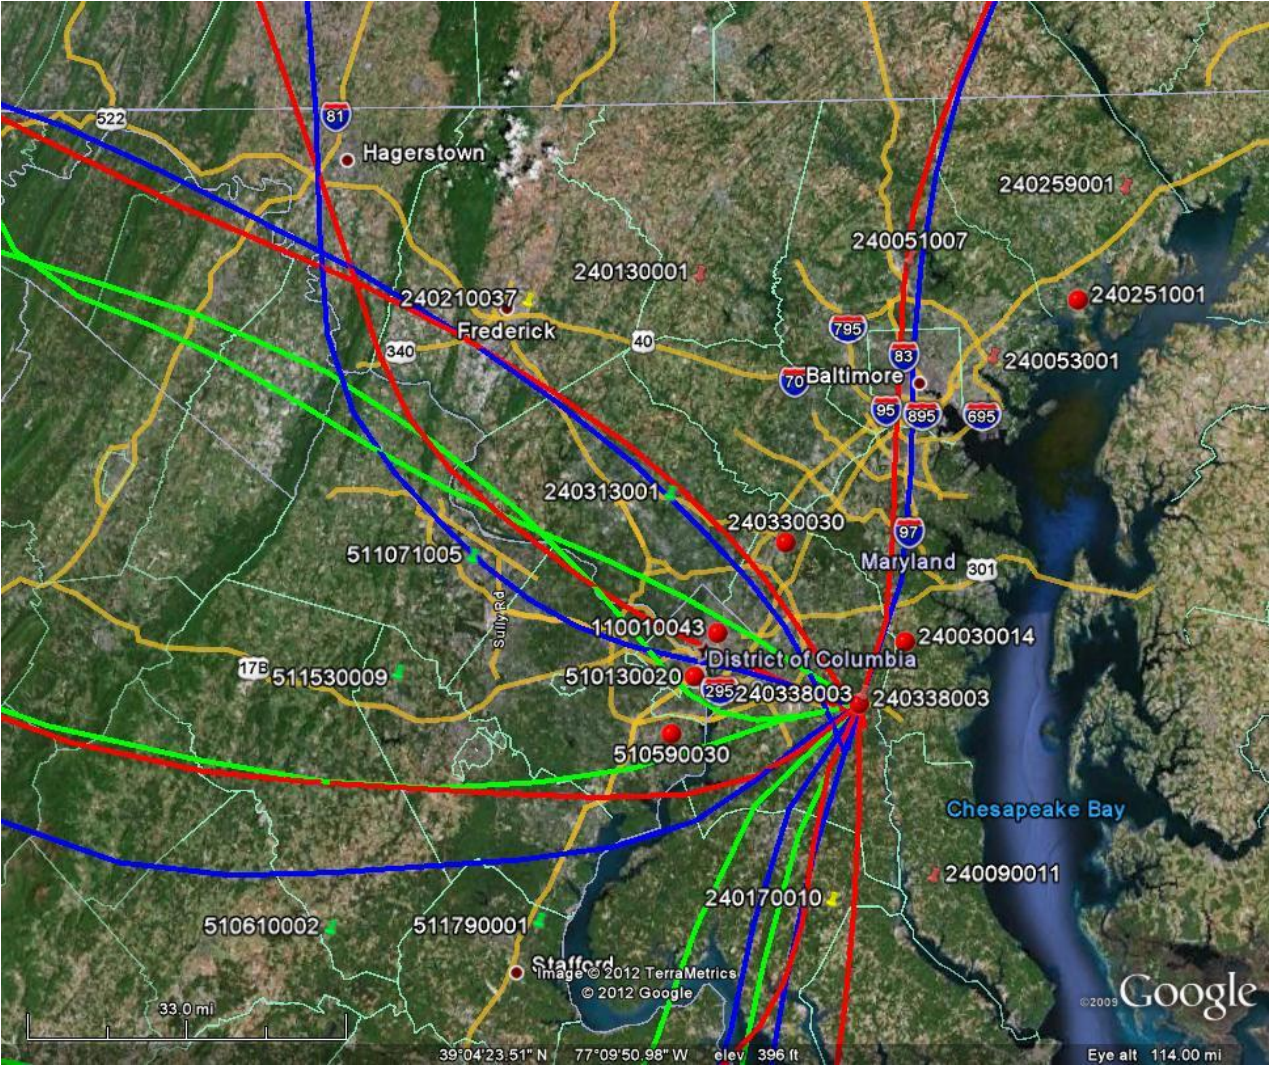 522
81
Hagerstown
240259001
240051007
240130001
240210037
240251001
Frederick
795
40
340
83
240053001
70
Baltimore
95
895
695
240313001
240330030
97
511071005
Maryland
301
Sully Rd
110010043
240030014
District of Columbia
17B
511530009
510130020
295
240338003
240338003
510590030
Chesapeake Bay
240090011
240170010
510610002
511790001
Stafford
Image © 2012 TerraMetrics
© 2012 Google
©2009 Google
33.0 mi
39°04'23.51" N 77°09'50.98" W elev 396 ft
Eye alt 114.00 mi